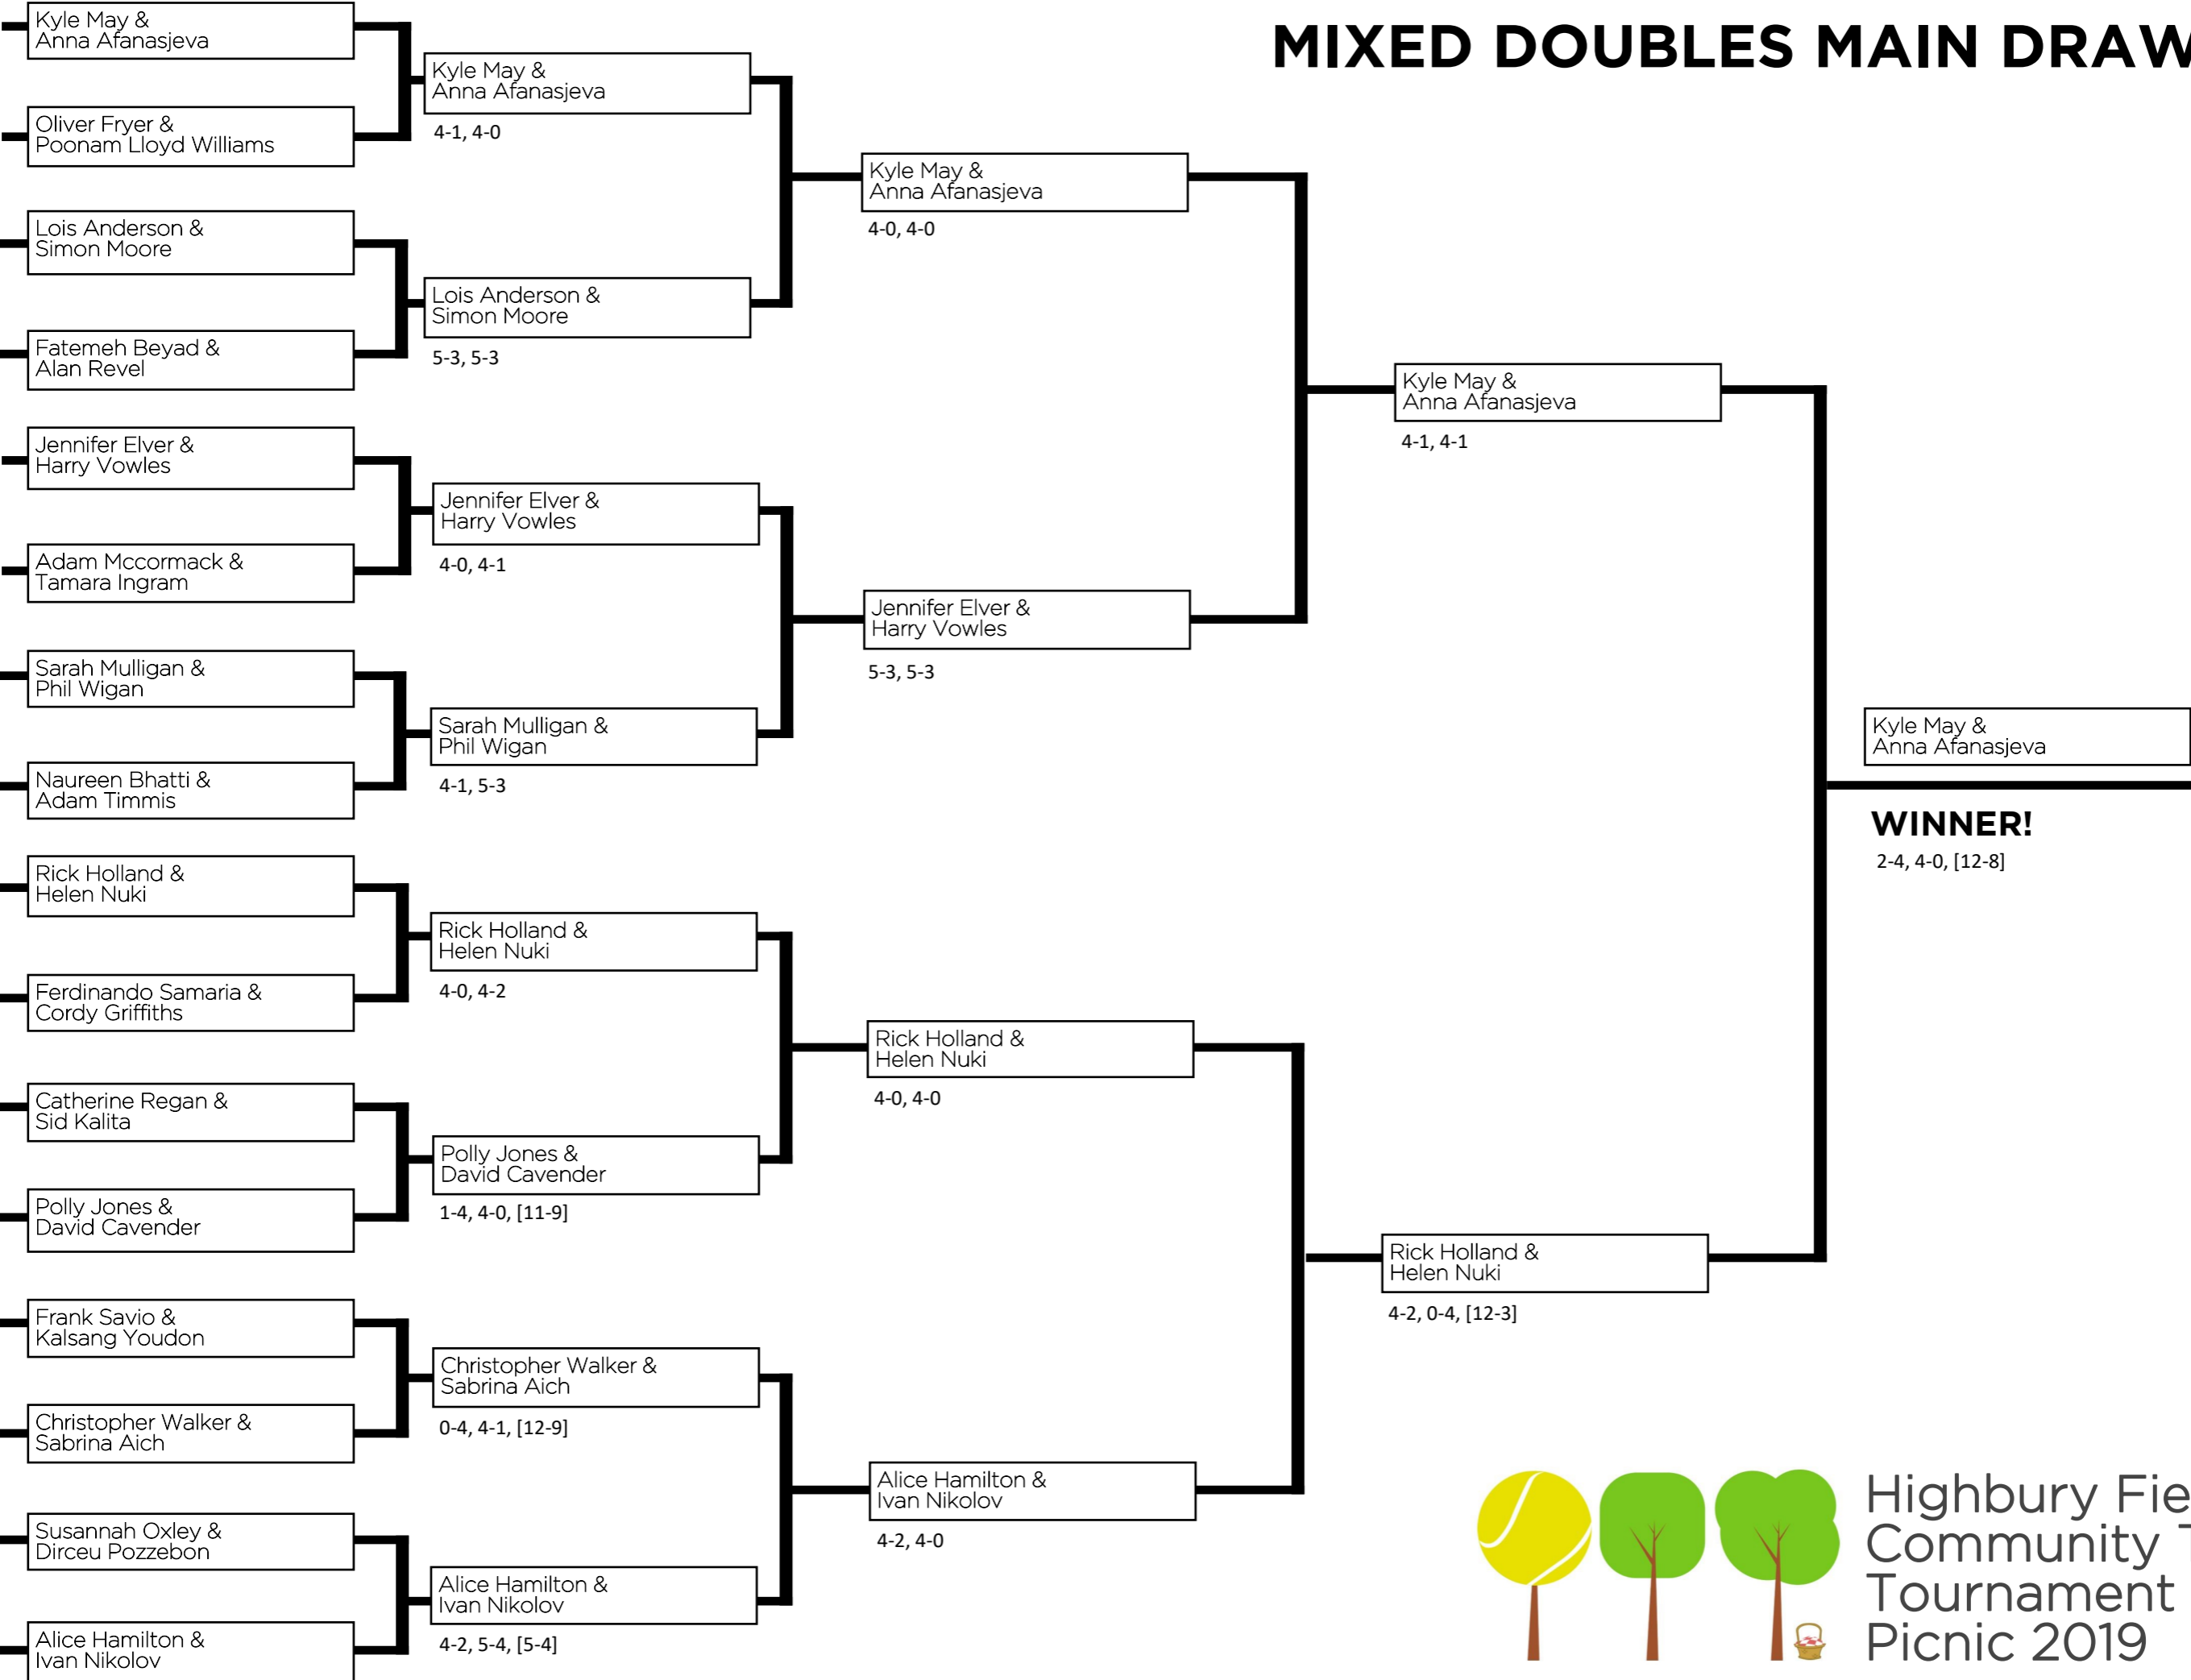 MIXED DOUBLES MAIN DRAW
Kyle May &
Anna Afanasjeva
Oliver Fryer &
Poonam Lloyd Williams
Lois Anderson &
Simon Moore
Fatemeh Beyad &
Alan Revel
Jennifer Elver &
Harry Vowles
Adam Mccormack &
Tamara Ingram
Sarah Mulligan &
Phil Wigan
Naureen Bhatti &
Adam Timmis
Rick Holland &
Helen Nuki
Ferdinando Samaria &
Cordy Griffiths
Catherine Regan &
Sid Kalita
Polly Jones &
David Cavender
Frank Savio &
Kalsang Youdon
Christopher Walker &
Sabrina Aich
Susannah Oxley &
Dirceu Pozzebon
Alice Hamilton &
Ivan Nikolov
Kyle May &
Anna Afanasjeva
4-1, 4-0
Lois Anderson &
Simon Moore
5-3, 5-3
Jennifer Elver &
Harry Vowles
4-0, 4-1
Sarah Mulligan &
Phil Wigan
4-1, 5-3
Rick Holland &
Helen Nuki
4-0, 4-2
Polly Jones &
David Cavender
1-4, 4-0, [11-9]
Christopher Walker &
Sabrina Aich
0-4, 4-1, [12-9]
Alice Hamilton &
Ivan Nikolov
4-2, 5-4, [5-4]
Kyle May &
Anna Afanasjeva
4-0, 4-0
Jennifer Elver &
Harry Vowles
5-3, 5-3
Rick Holland &
Helen Nuki
4-0, 4-0
Alice Hamilton &
Ivan Nikolov
4-2, 4-0
Kyle May &
Anna Afanasjeva
4-1, 4-1
Rick Holland &
Helen Nuki
4-2, 0-4, [12-3]
Kyle May &
Anna Afanasjeva
WINNER!
2-4, 4-0, [12-8]
Highbury Fie
Community T
Tournament
Picnic 2019